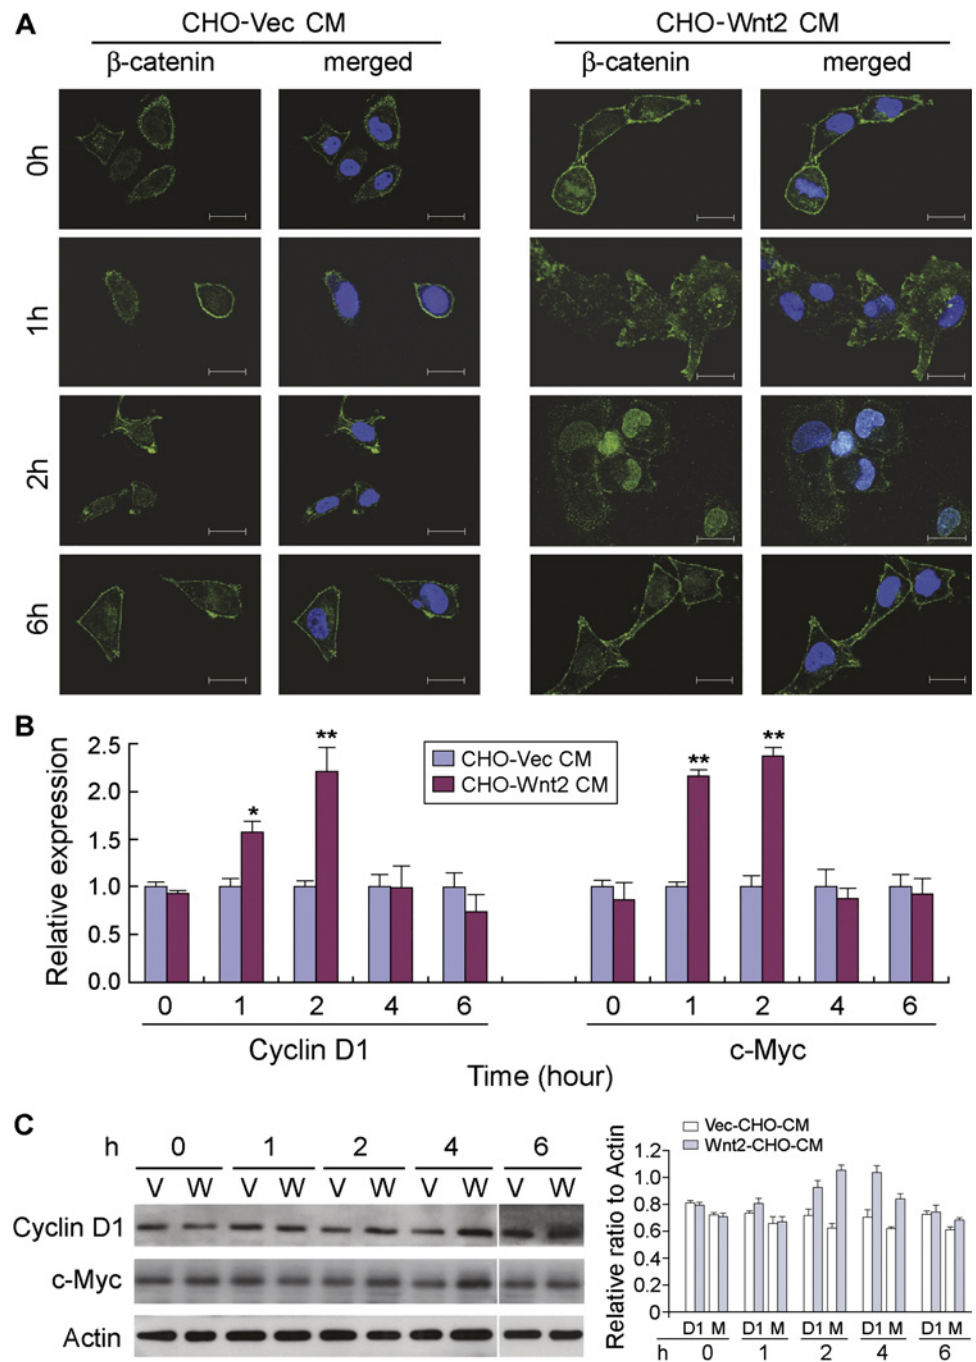 A
CHO-Vec CM
CHO-Wnt2 CM
β-catenin
merged
β-catenin
merged
0h
1h
2h
6h
B
Relative expression
2.5
2.0
1.5
1.0
0.5
0.0
CHO-Vec CM
CHO-Wnt2 CM
*
**
**
**
0 1 2 4 6
0 1 2 4 6
Cyclin D1
c-Myc
Time (hour)
C
h 0 1 2 4 6
V W V W V W V W V W
Cyclin D1
c-Myc
Actin
Relative ratio to Actin
Vec-CHO-CM
Wnt2-CHO-CM
1.2
1.0
0.8
0.6
0.4
0.2
0
D1 M D1 M D1 M D1 M D1 M
h 0 1 2 4 6